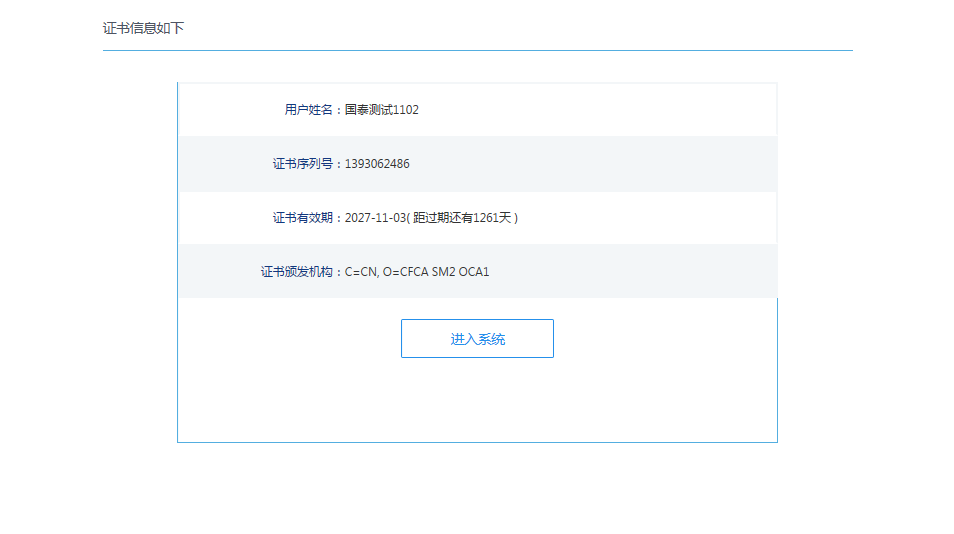 证书信息如下
用户姓名：国泰测试1102
证书序列号：1393062486
证书有效期：2027-11-03( 距过期还有1261天 )
证书颁发机构：C=CN, O=CFCA SM2 OCA1
进入系统